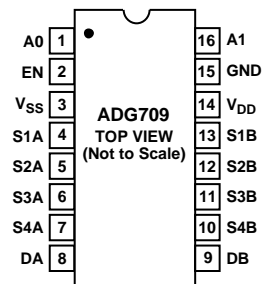 A0 1 16 A1
EN 2 15 GND
VSS 3 14 VDD
ADG709
S1A 4 TOP VIEW 13 S1B
(Not to Scale)
S2A 5 12 S2B
S3A 6 11 S3B
S4A 7 10 S4B
DA 8 9 DB